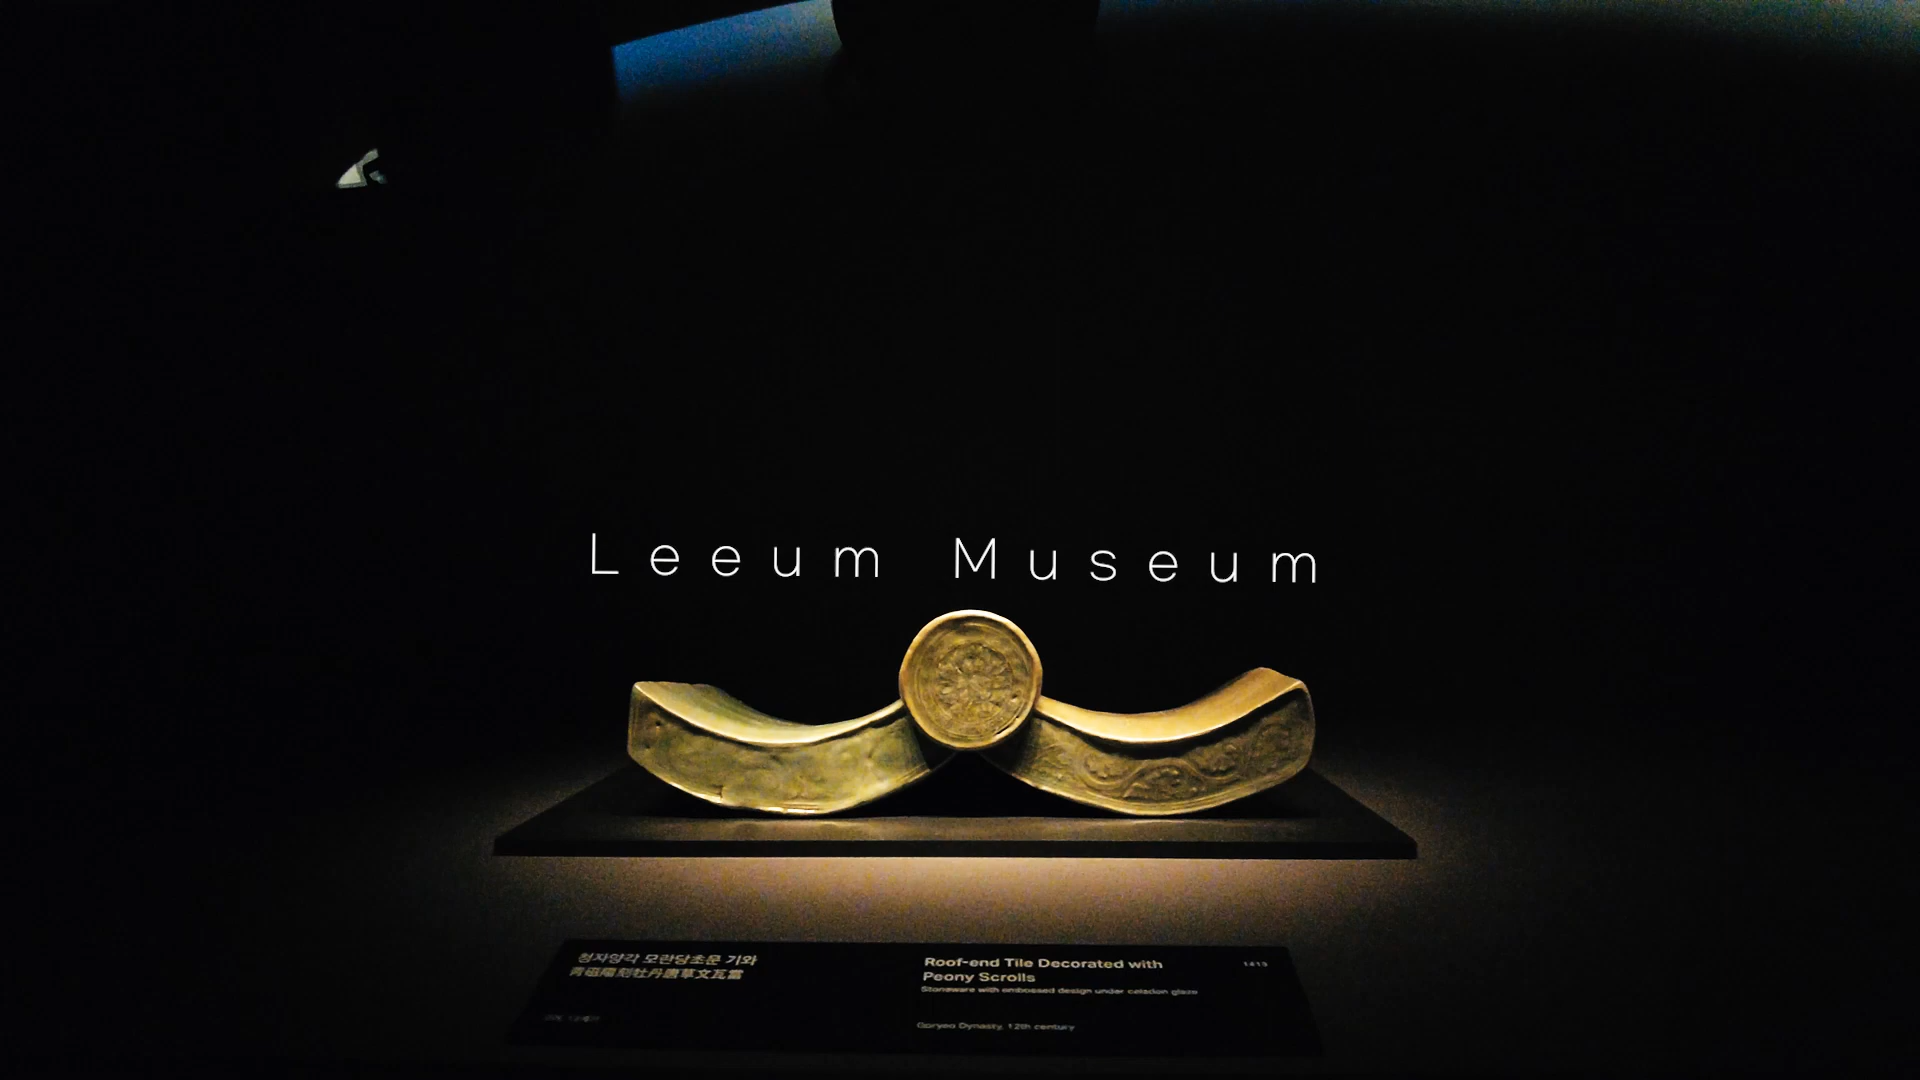 Leeum Museum
청자양각 모란당초문 기와
靑磁陽刻牡丹唐草文瓦當
Roof-end Tile Decorated with
Peony Scrolls
Stoneware with embossed design under celadon glaze
Goryeo Dynasty, 12th century
1413